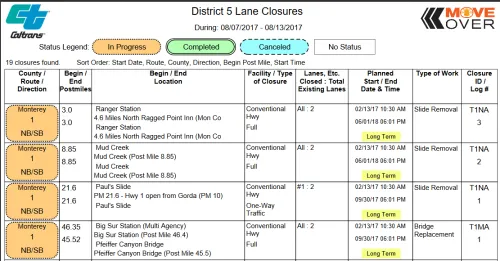 Caltrans
District 5 Lane Closures
During: 08/07/2017 - 08/13/2017
MOVE
OVER
Status Legend: In Progress Completed Canceled No Status
19 closures found. Sort Order: Start Date, Route, County, Direction, Begin Post Mile, Start Time
County / Route / Direction
Begin / End Postmiles
Begin / End Location
Facility / Type of Closure
Lanes, Etc. Closed : Total Existing Lanes
Planned Start / End Date & Time
Type of Work
Closure ID / Log #
Monterey
1
NB/SB
3.0
3.0
Ranger Station
4.6 Miles North Ragged Point Inn (Mon Co
Ranger Station
4.6 Miles North Ragged Point Inn (Mon Co
Conventional Hwy
Full
All : 2
02/13/17 10:30 AM
06/01/18 06:01 PM
Long Term
Slide Removal
T1NA
3
Monterey
1
NB/SB
8.85
8.85
Mud Creek
Mud Creek (Post Mile 8.85)
Mud Creek
Mud Creek (Post Mile 8.85)
Conventional Hwy
Full
All : 2
02/13/17 10:30 AM
06/01/18 06:01 PM
Long Term
Slide Removal
T1NA
2
Monterey
1
NB/SB
21.6
21.6
Paul's Slide
PM 21.6 - Hwy 1 open from Gorda (PM 10)
Paul's Slide
Conventional Hwy
One-Way Traffic
#1 : 2
02/13/17 10:30 AM
09/30/17 06:01 PM
Long Term
Slide Removal
T1NA
1
Monterey
1
NB/SB
46.35
45.52
Big Sur Station (Multi Agency)
Big Sur Station (Post Mile 46.4)
Pfeiffer Canyon Bridge
Pfeiffer Canyon Bridge (Post Mile 45.5)
Conventional Hwy
Full
All : 2
02/13/17 10:30 AM
09/30/17 06:01 PM
Long Term
Bridge Replacement
T1MA
1